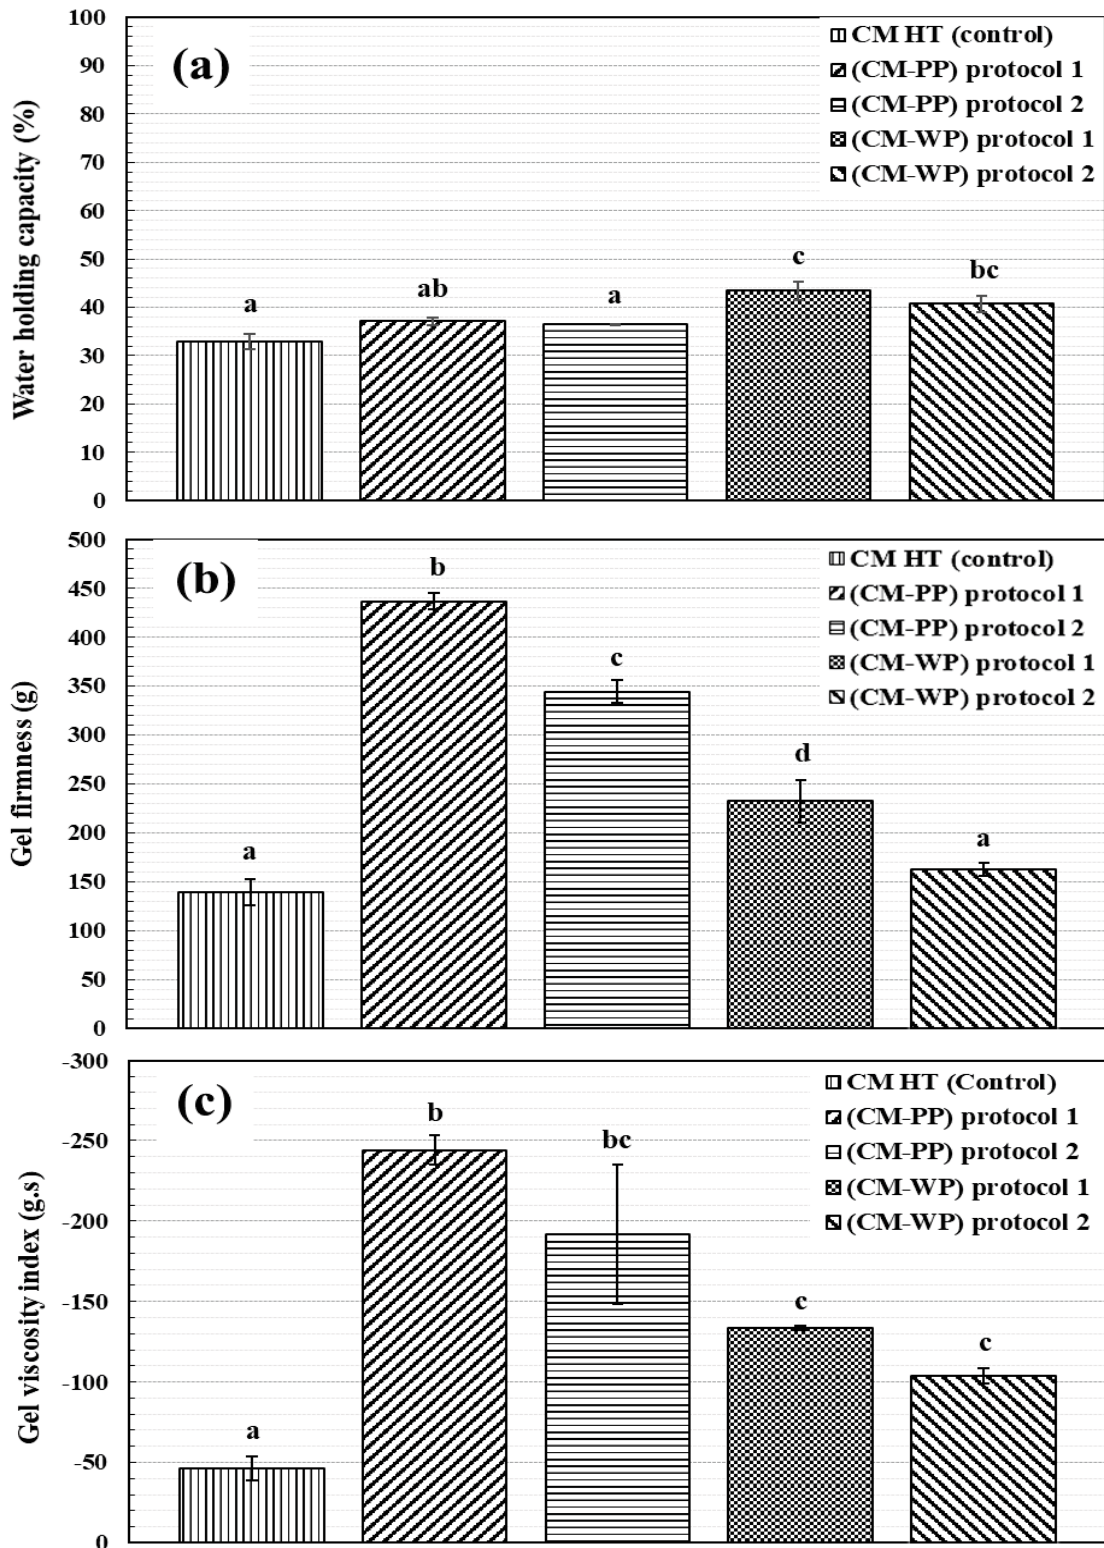 (a)
CM HT (control)
(CM-PP) protocol 1
(CM-PP) protocol 2
(CM-WP) protocol 1
(CM-WP) protocol 2
Water holding capacity (%)
100
90
80
70
60
50
40
30
20
10
0
a
ab
a
c
bc
(b)
CM HT (control)
(CM-PP) protocol 1
(CM-PP) protocol 2
(CM-WP) protocol 1
(CM-WP) protocol 2
Gel firmness (g)
500
450
400
350
300
250
200
150
100
50
0
a
b
c
d
a
(c)
CM HT (Control)
(CM-PP) protocol 1
(CM-PP) protocol 2
(CM-WP) protocol 1
(CM-WP) protocol 2
Gel viscosity index (g.s)
-300
-250
-200
-150
-100
-50
0
a
b
bc
c
c